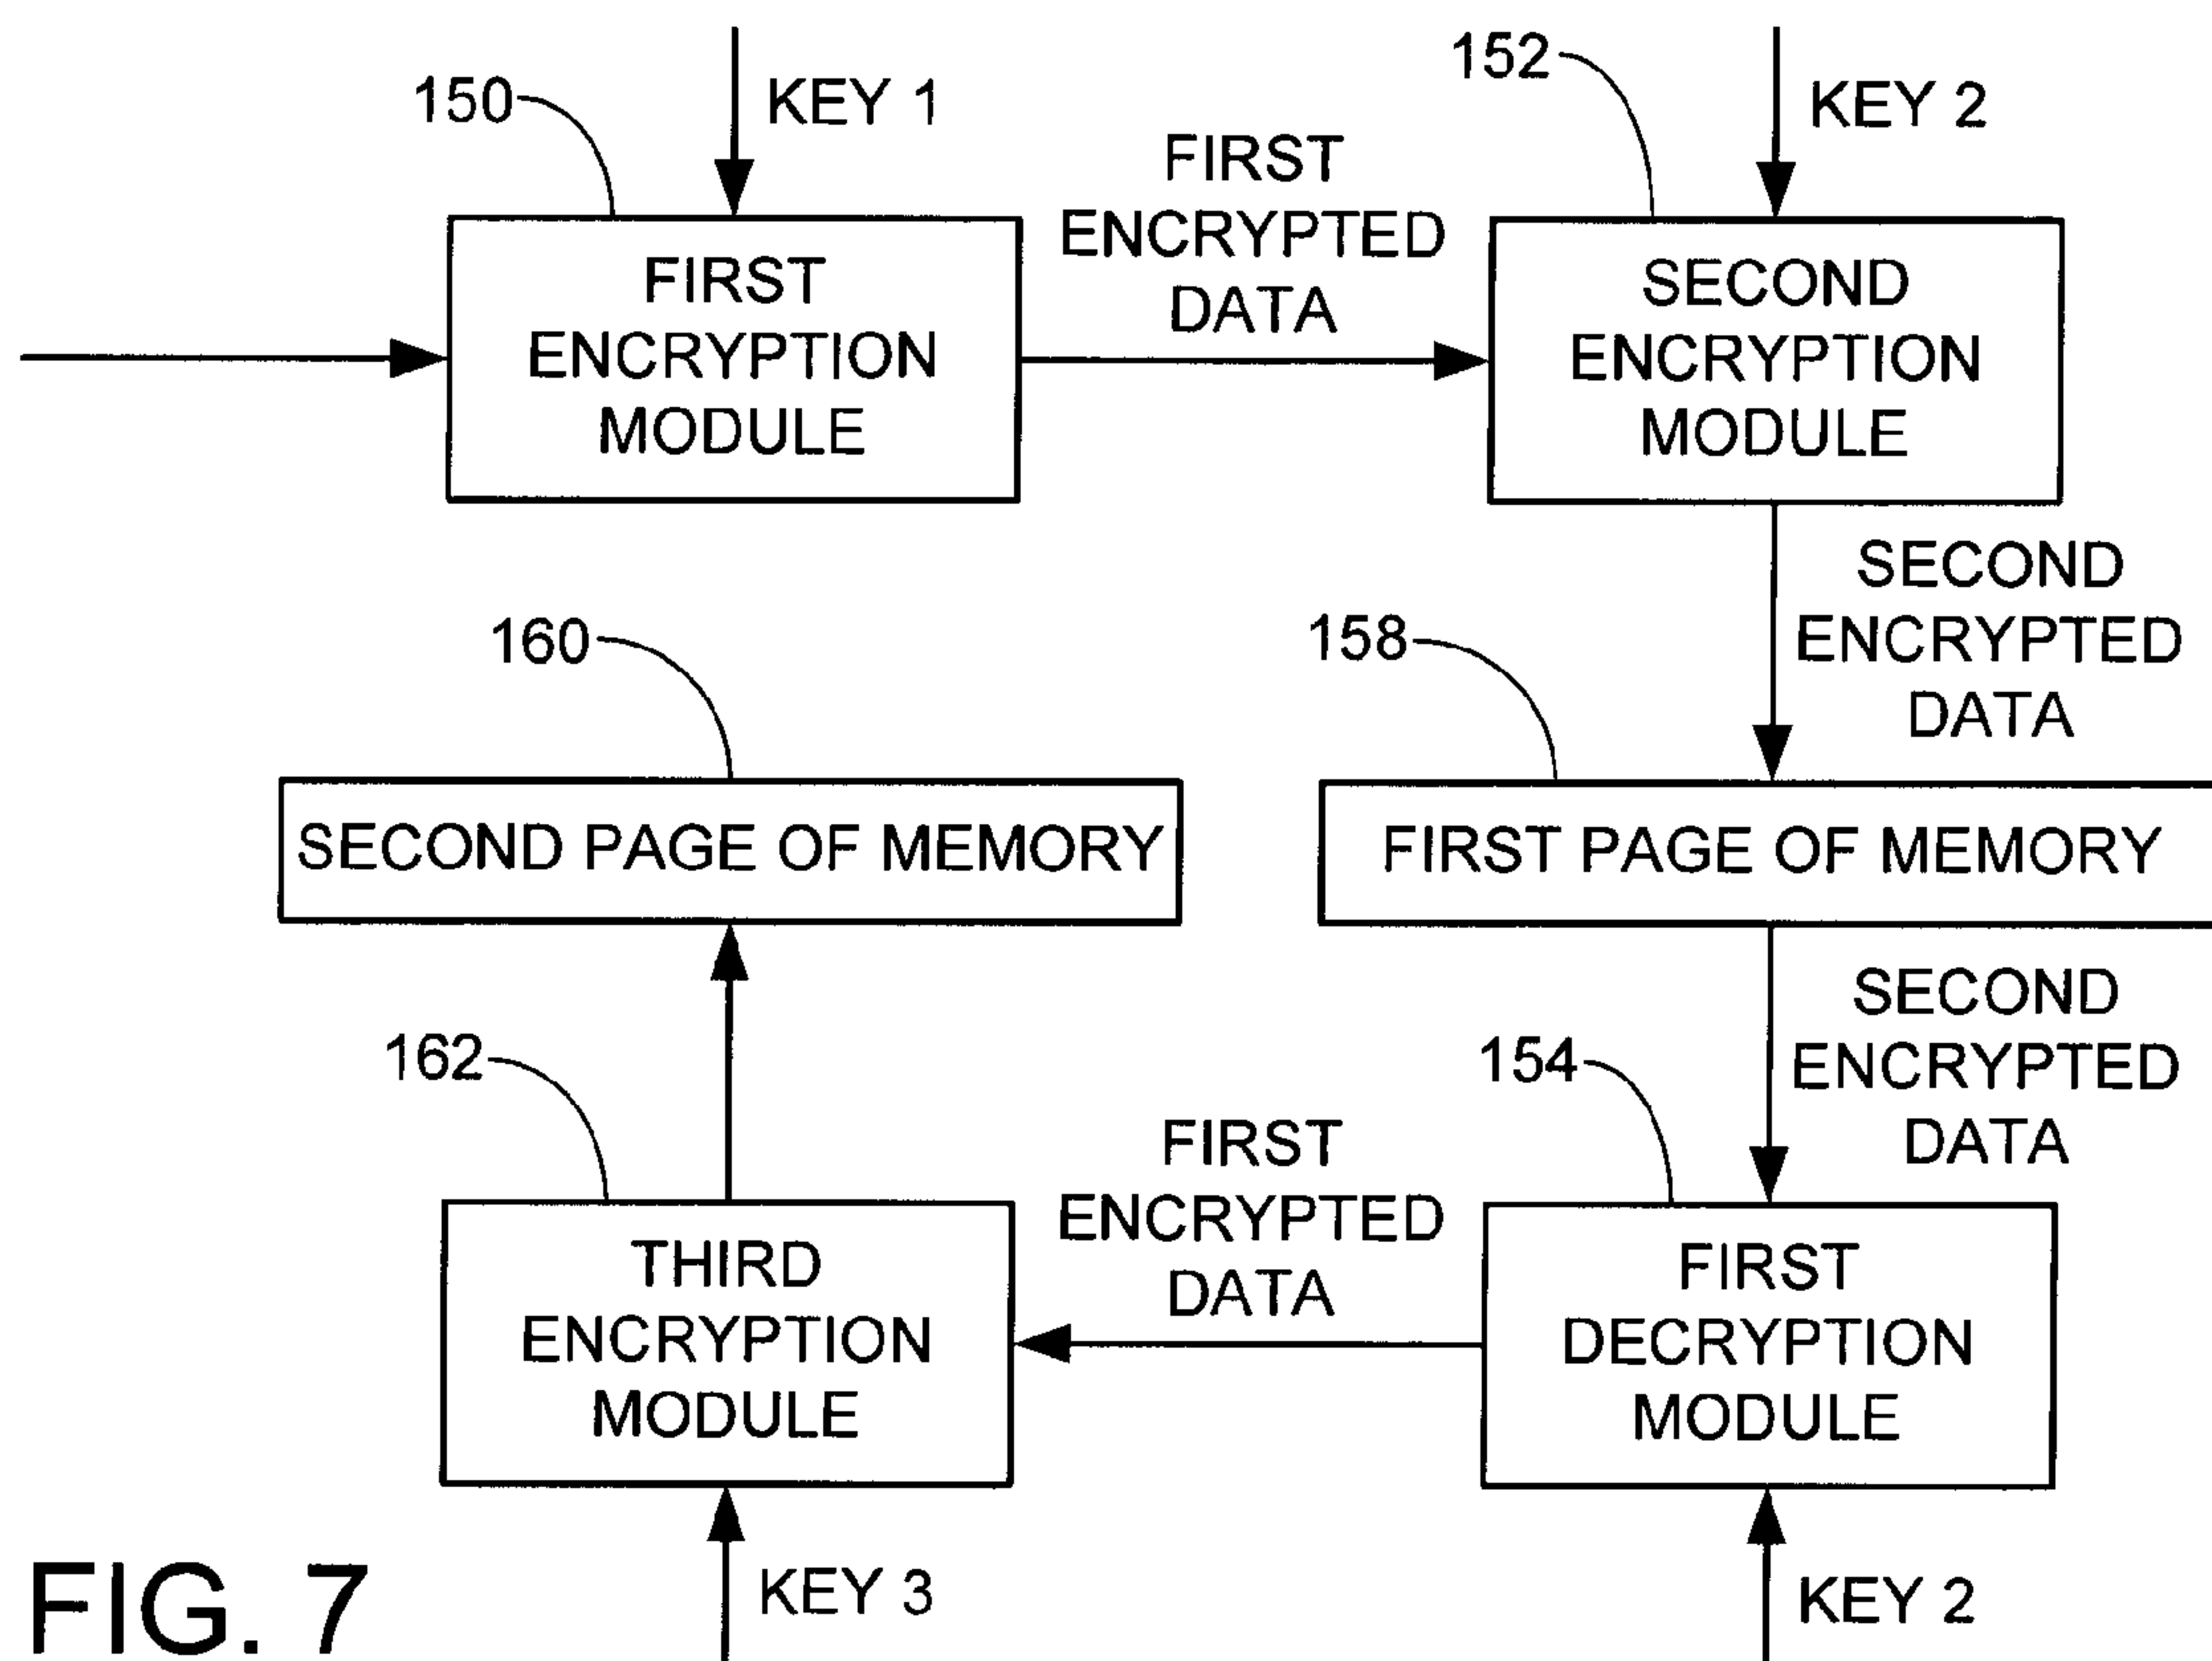 150
KEY 1
152
KEY 2
FIRST
ENCRYPTED
DATA
FIRST
ENCRYPTION
MODULE
SECOND
ENCRYPTION
MODULE
SECOND
ENCRYPTED
DATA
160
158
SECOND PAGE OF MEMORY
FIRST PAGE OF MEMORY
SECOND
ENCRYPTED
DATA
162
154
FIRST
ENCRYPTED
DATA
THIRD
ENCRYPTION
MODULE
FIRST
DECRYPTION
MODULE
KEY 3
KEY 2
FIG. 7